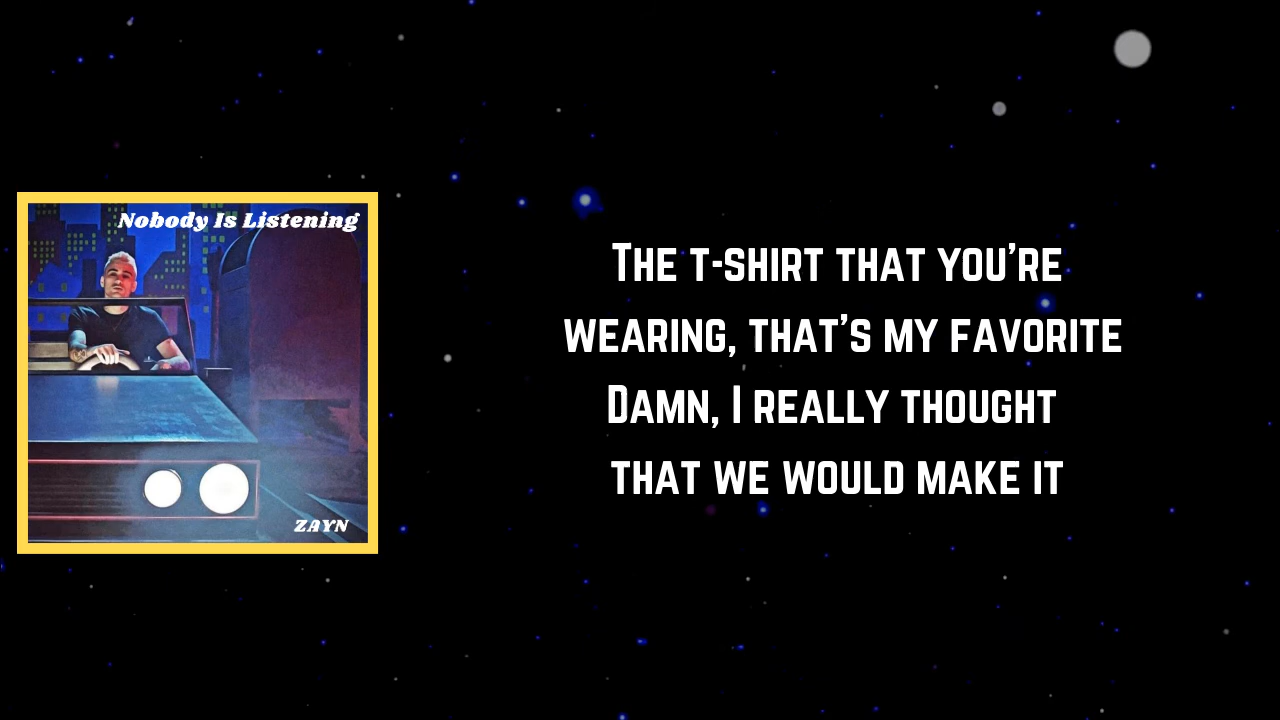 Nobody Is Listening
ZAYN
The t-shirt that you're
wearing, that's my favorite
Damn, I really thought
that we would make it